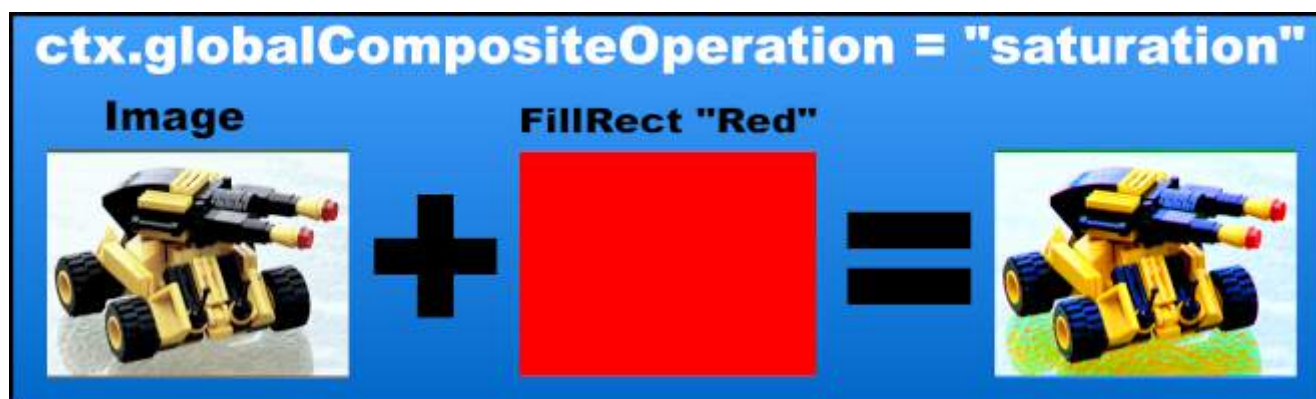 ctx.globalCompositeOperation = "saturation"
Image
FillRect "Red"